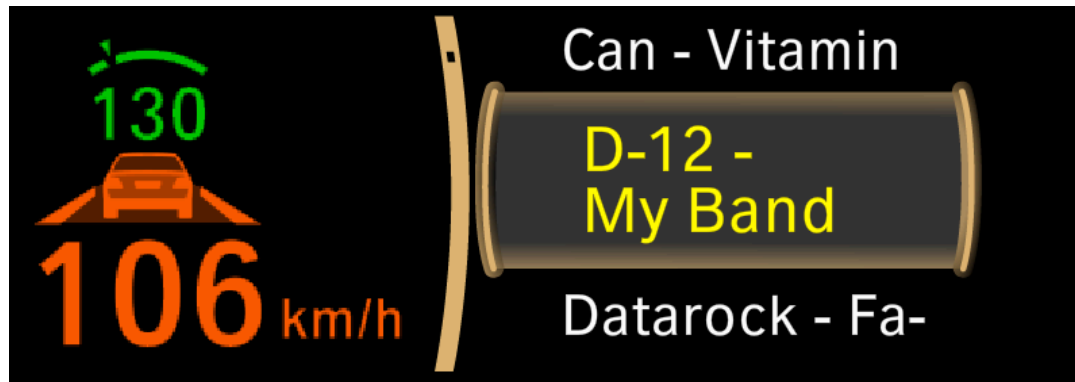 130
106 km/h
Can - Vitamin
D-12 -
My Band
Datarock - Fa-